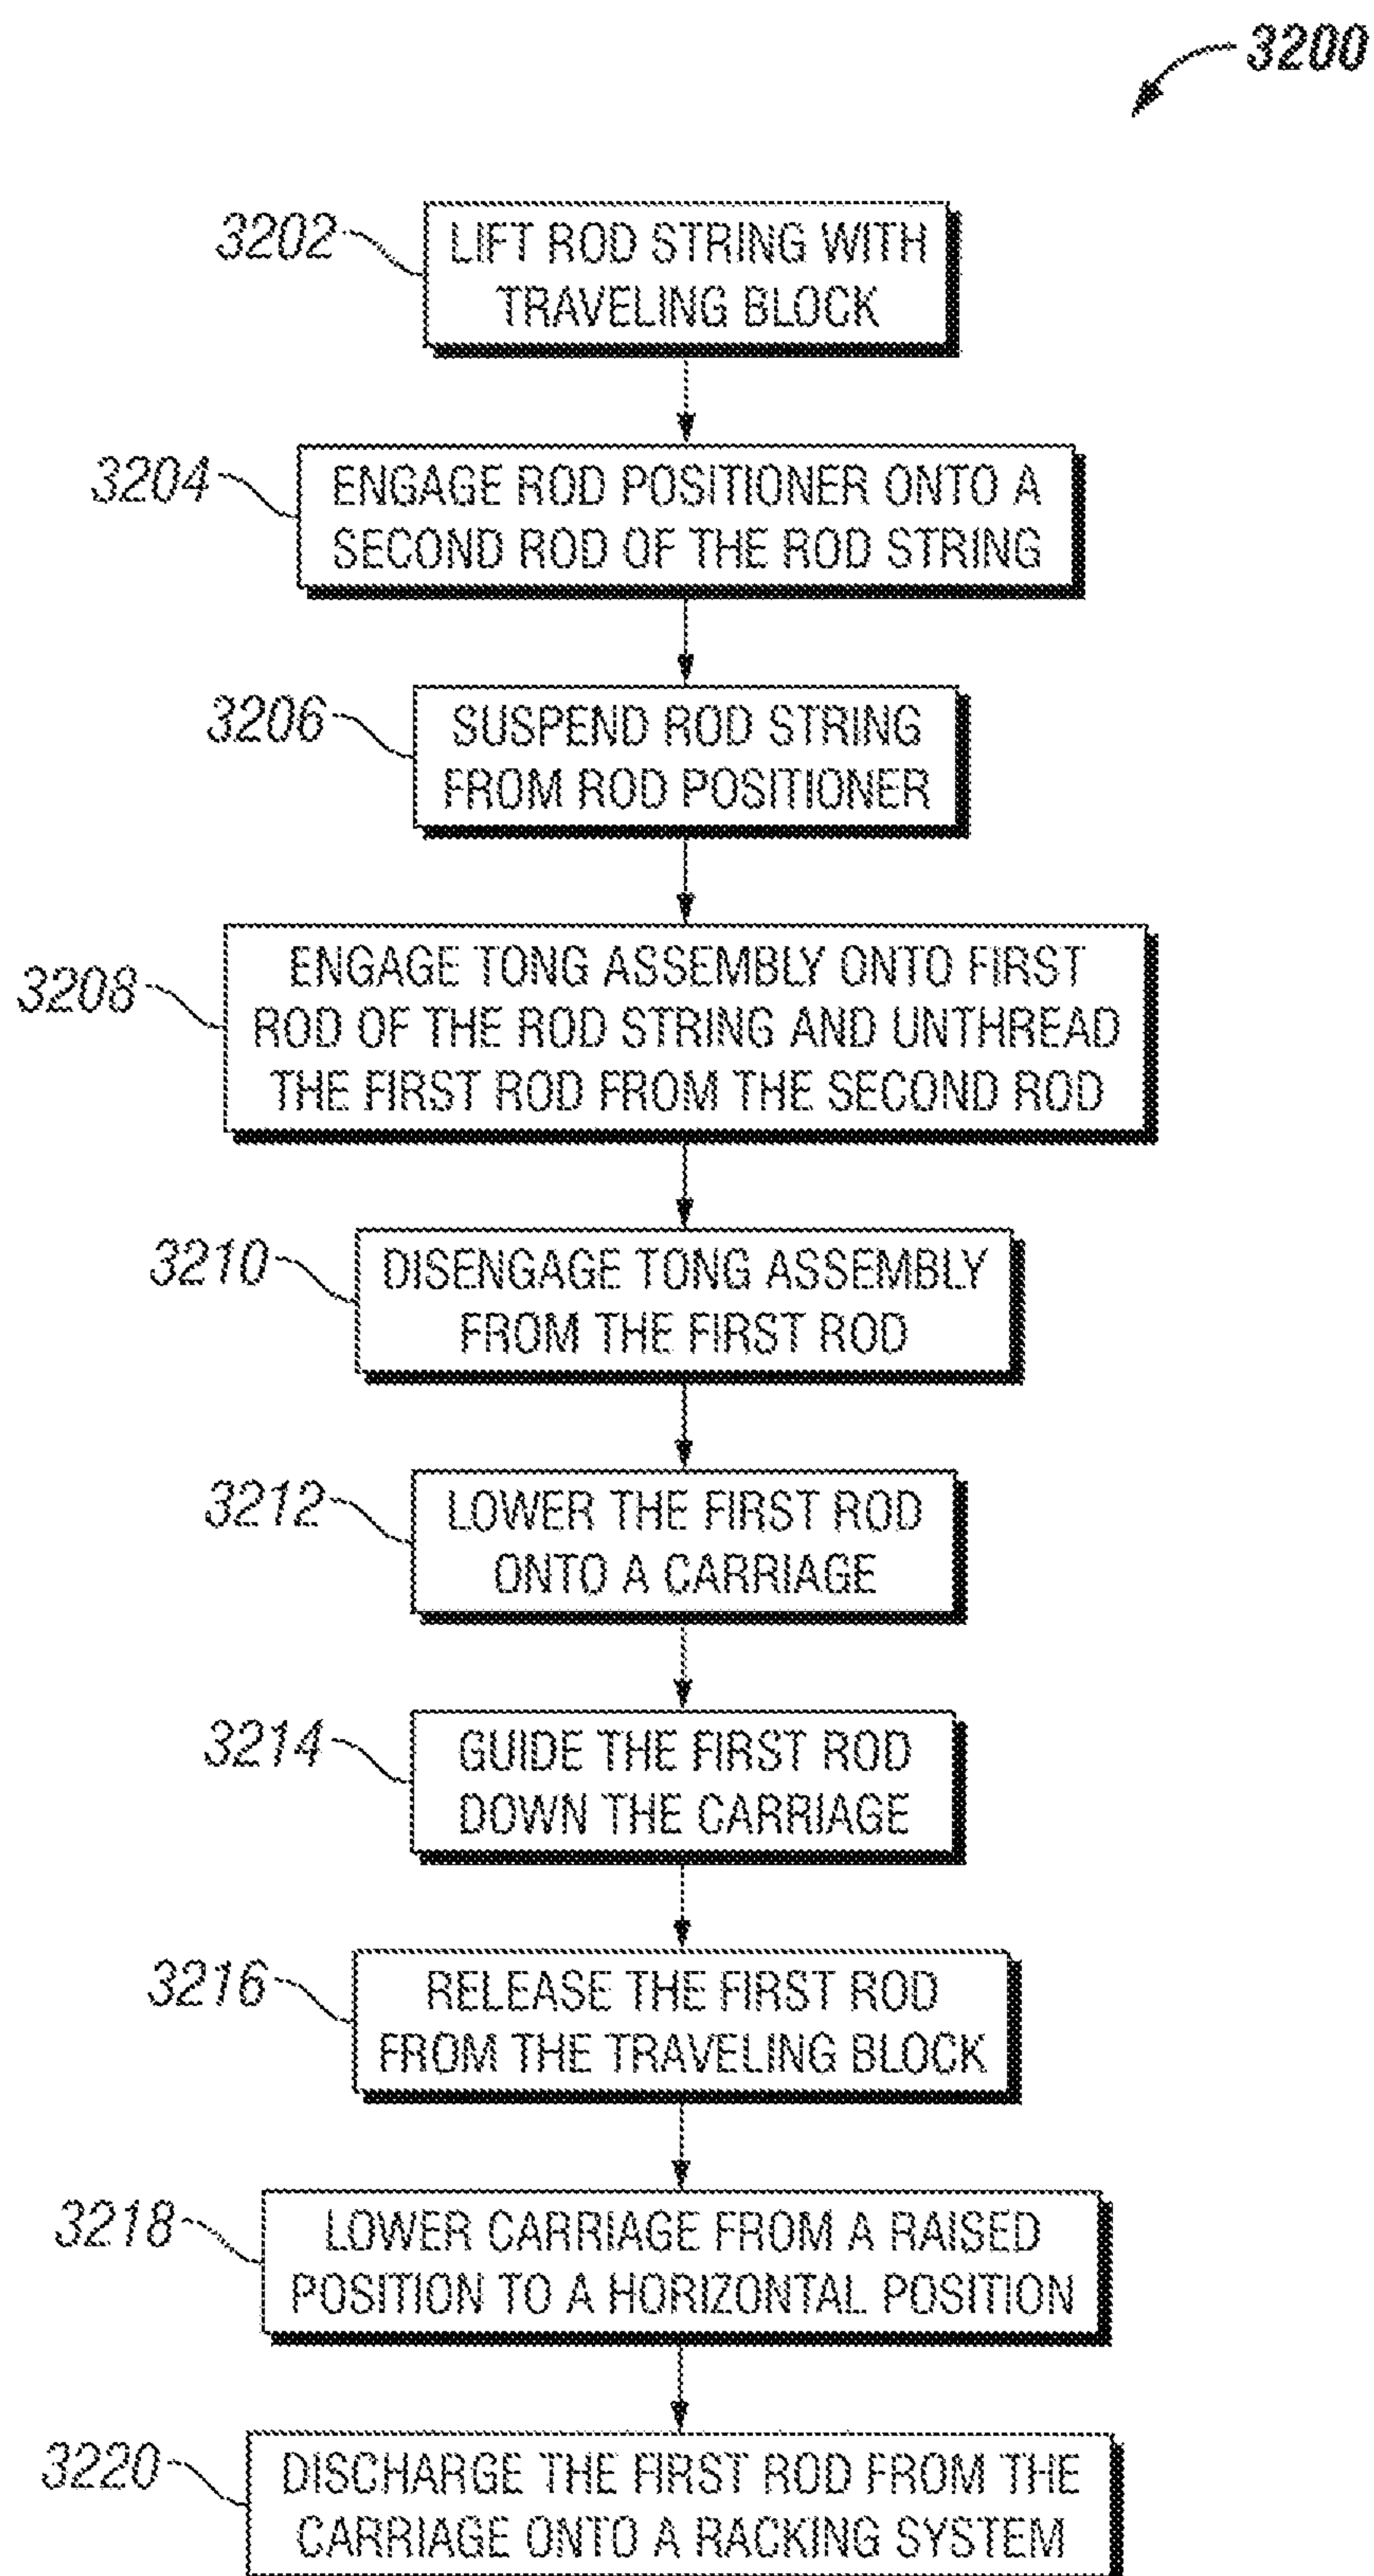 3200
3202
LIFT ROD STRING WITH
TRAVELING BLOCK
3204
ENGAGE ROD POSITIONER ONTO A
SECOND ROD OF THE ROD STRING
3206
SUSPEND ROD STRING
FROM ROD POSITIONER
3208
ENGAGE TONG ASSEMBLY ONTO FIRST
ROD OF THE ROD STRING AND UNTHREAD
THE FIRST ROD FROM THE SECOND ROD
3210
DISENGAGE TONG ASSEMBLY
FROM THE FIRST ROD
3212
LOWER THE FIRST ROD
ONTO A CARRIAGE
3214
GUIDE THE FIRST ROD
DOWN THE CARRIAGE
3216
RELEASE THE FIRST ROD
FROM THE TRAVELING BLOCK
3218
LOWER CARRIAGE FROM A RAISED
POSITION TO A HORIZONTAL POSITION
3220
DISCHARGE THE FIRST ROD FROM THE
CARRIAGE ONTO A RACKING SYSTEM